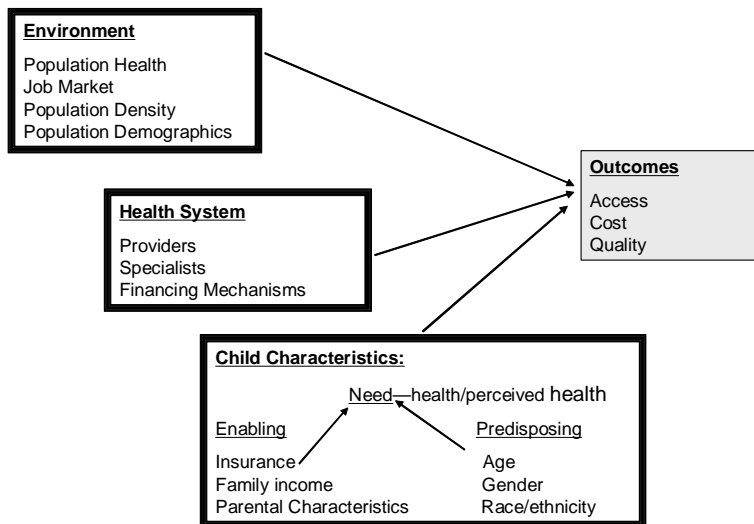 Environment
Population Health
Job Market
Population Density
Population Demographics
Outcomes
Access
Cost
Quality
Health System
Providers
Specialists
Financing Mechanisms
Child Characteristics:
Need—health/perceived health
Enabling
Insurance
Family income
Parental Characteristics
Predisposing
Age
Gender
Race/ethnicity